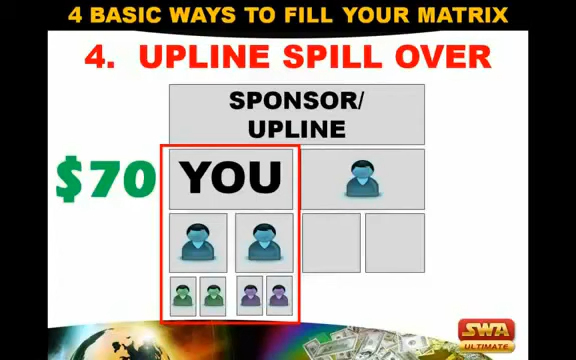 4 BASIC WAYS TO FILL YOUR MATRIX
4. UPLINE SPILL OVER
SPONSOR/
UPLINE
$70
YOU
SWA
ULTIMATE